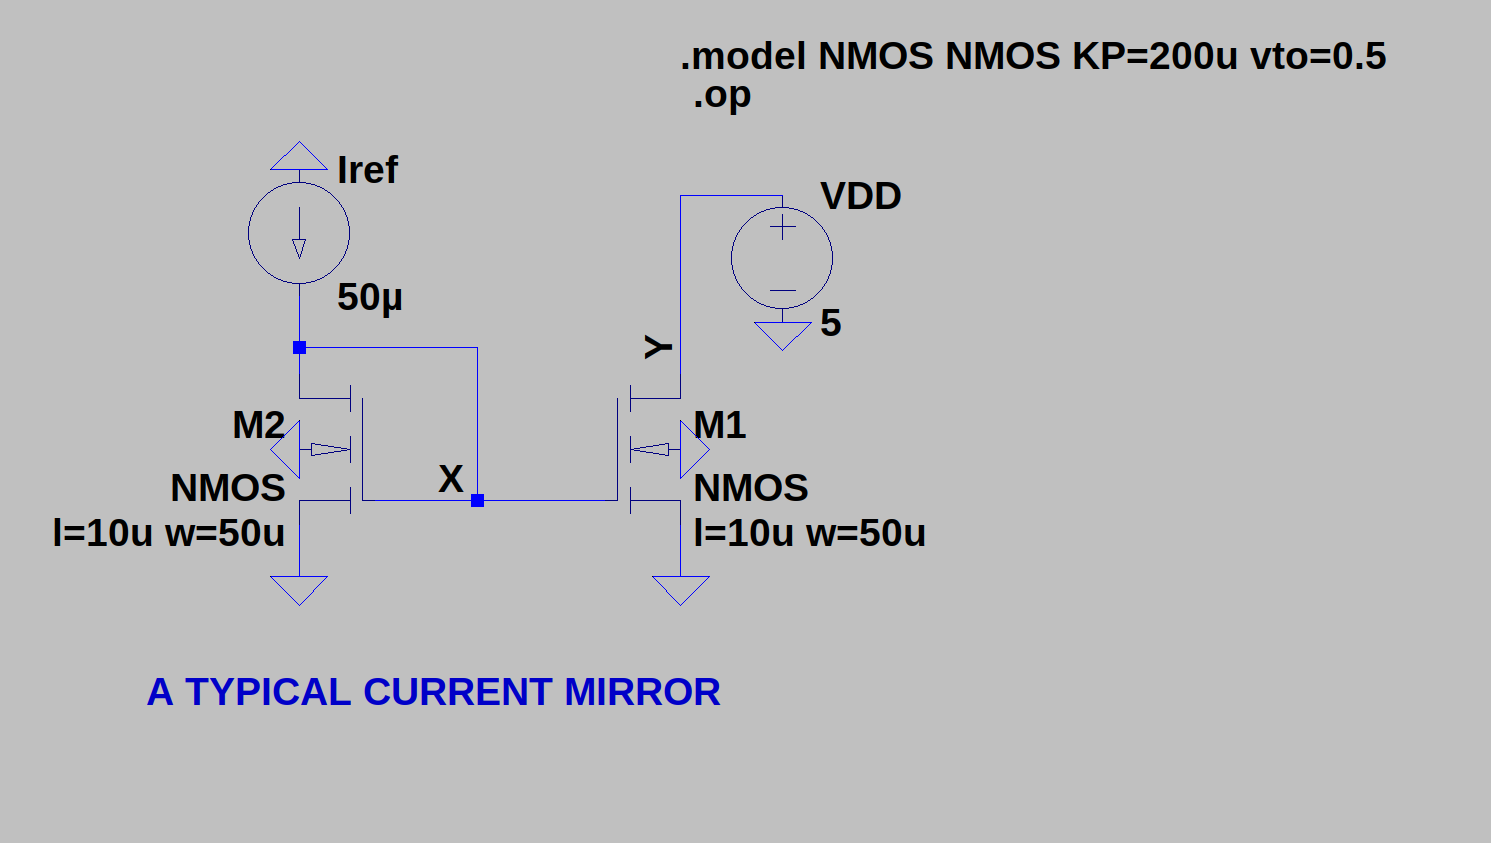 .model NMOS NMOS KP=200u vto=0.5
.op
Iref
VDD
50µ
5
Y
M2
M1
X
NMOS
NMOS
l=10u w=50u
l=10u w=50u
A TYPICAL CURRENT MIRROR